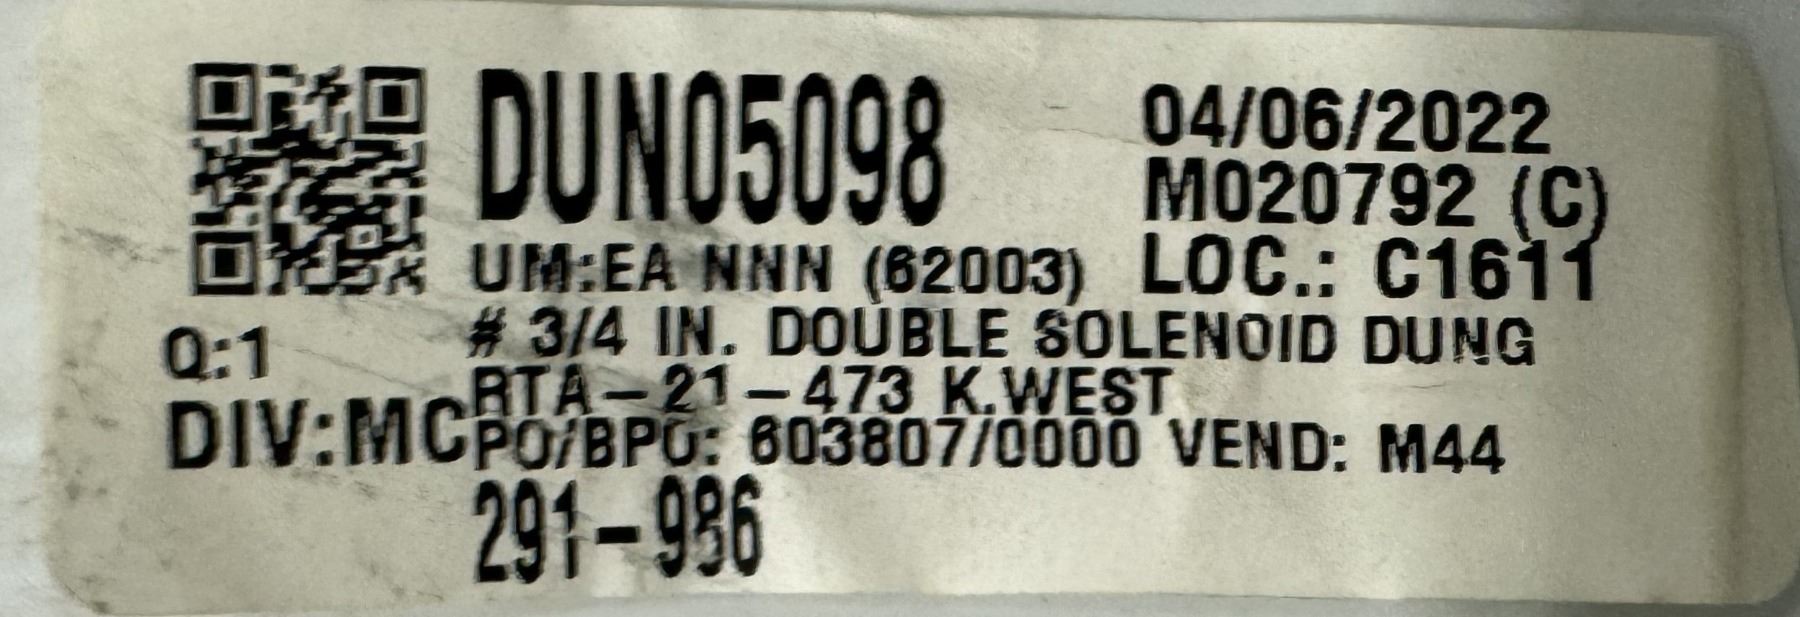 DUN05098
04/06/2022
M020792 (C)
UM:EA NNN (62003)
LOC.: C1611
# 3/4 IN. DOUBLE SOLENOID DUNG
Q:1
RTA-21-473 K.WEST
DIV:MC
PO/BPO: 603807/0000 VEND: M44
291-986